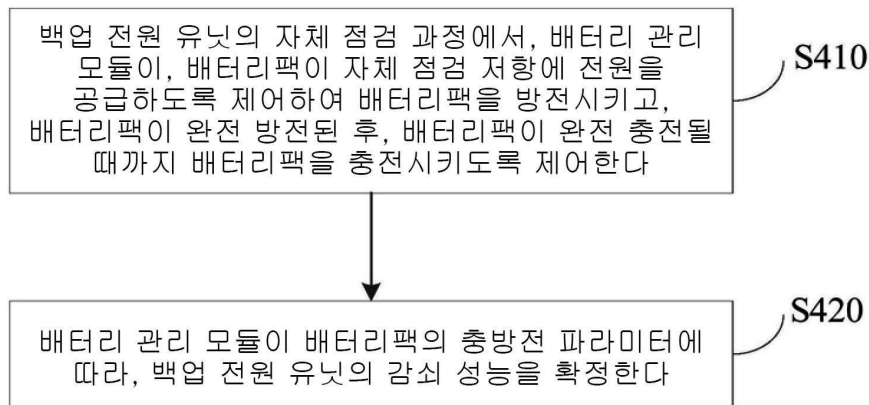 백업 전원 유닛의 자체 점검 과정에서, 배터리 관리
모듈이, 배터리팩이 자체 점검 저항에 전원을
공급하도록 제어하여 배터리팩을 방전시키고,
배터리팩이 완전 방전된 후, 배터리팩이 완전 충전될
때까지 배터리팩을 충전시키도록 제어한다
S410
배터리 관리 모듈이 배터리팩의 충방전 파라미터에
따라, 백업 전원 유닛의 감쇠 성능을 확정한다
S420